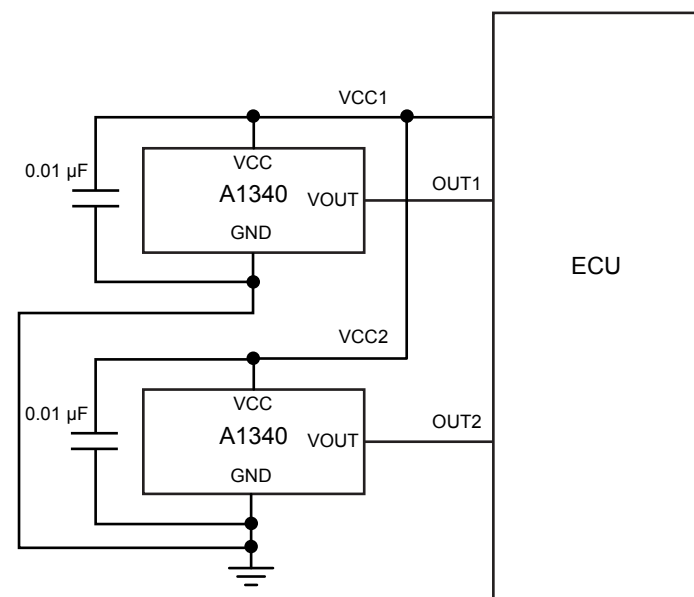 VCC1
VCC
0.01 µF
A1340
VOUT
OUT1
GND
ECU
VCC2
VCC
0.01 µF
A1340
VOUT
OUT2
GND